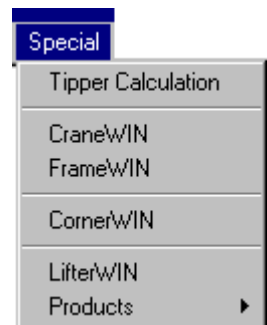 Special
Tipper Calculation
CraneWIN
FrameWIN
CornerWIN
LifterWIN
Products